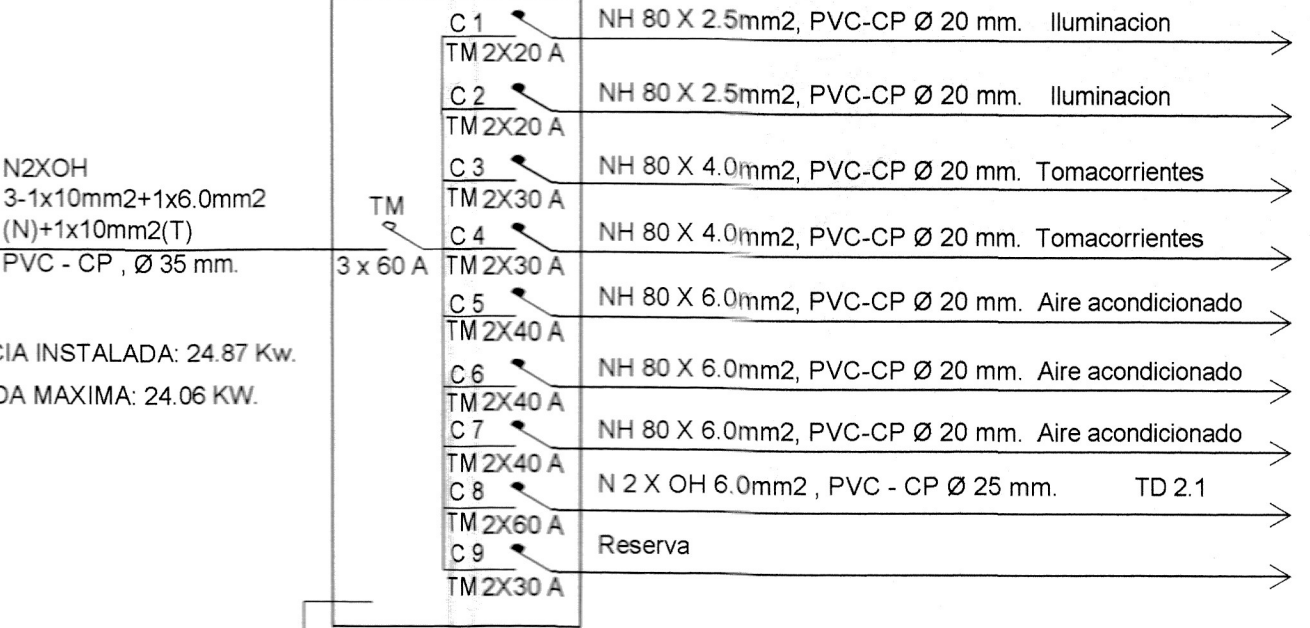 N2XOH
3-1x10mm2+1x6.0mm2
(N)+1x10mm2(T)
PVC - CP , Ø 35 mm.
CIA INSTALADA: 24.87 Kw.
DA MAXIMA: 24.06 KW.
TM
3 x 60 A
C 1 NH 80 X 2.5mm2, PVC-CP Ø 20 mm. Iluminacion
TM 2X20 A
C 2 NH 80 X 2.5mm2, PVC-CP Ø 20 mm. Iluminacion
TM 2X20 A
C 3 NH 80 X 4.0mm2, PVC-CP Ø 20 mm. Tomacorrientes
TM 2X30 A
C 4 NH 80 X 4.0mm2, PVC-CP Ø 20 mm. Tomacorrientes
TM 2X30 A
C 5 NH 80 X 6.0mm2, PVC-CP Ø 20 mm. Aire acondicionado
TM 2X40 A
C 6 NH 80 X 6.0mm2, PVC-CP Ø 20 mm. Aire acondicionado
TM 2X40 A
C 7 NH 80 X 6.0mm2, PVC-CP Ø 20 mm. Aire acondicionado
TM 2X40 A
C 8 N 2 X OH 6.0mm2 , PVC - CP Ø 25 mm. TD 2.1
TM 2X60 A
C 9 Reserva
TM 2X30 A